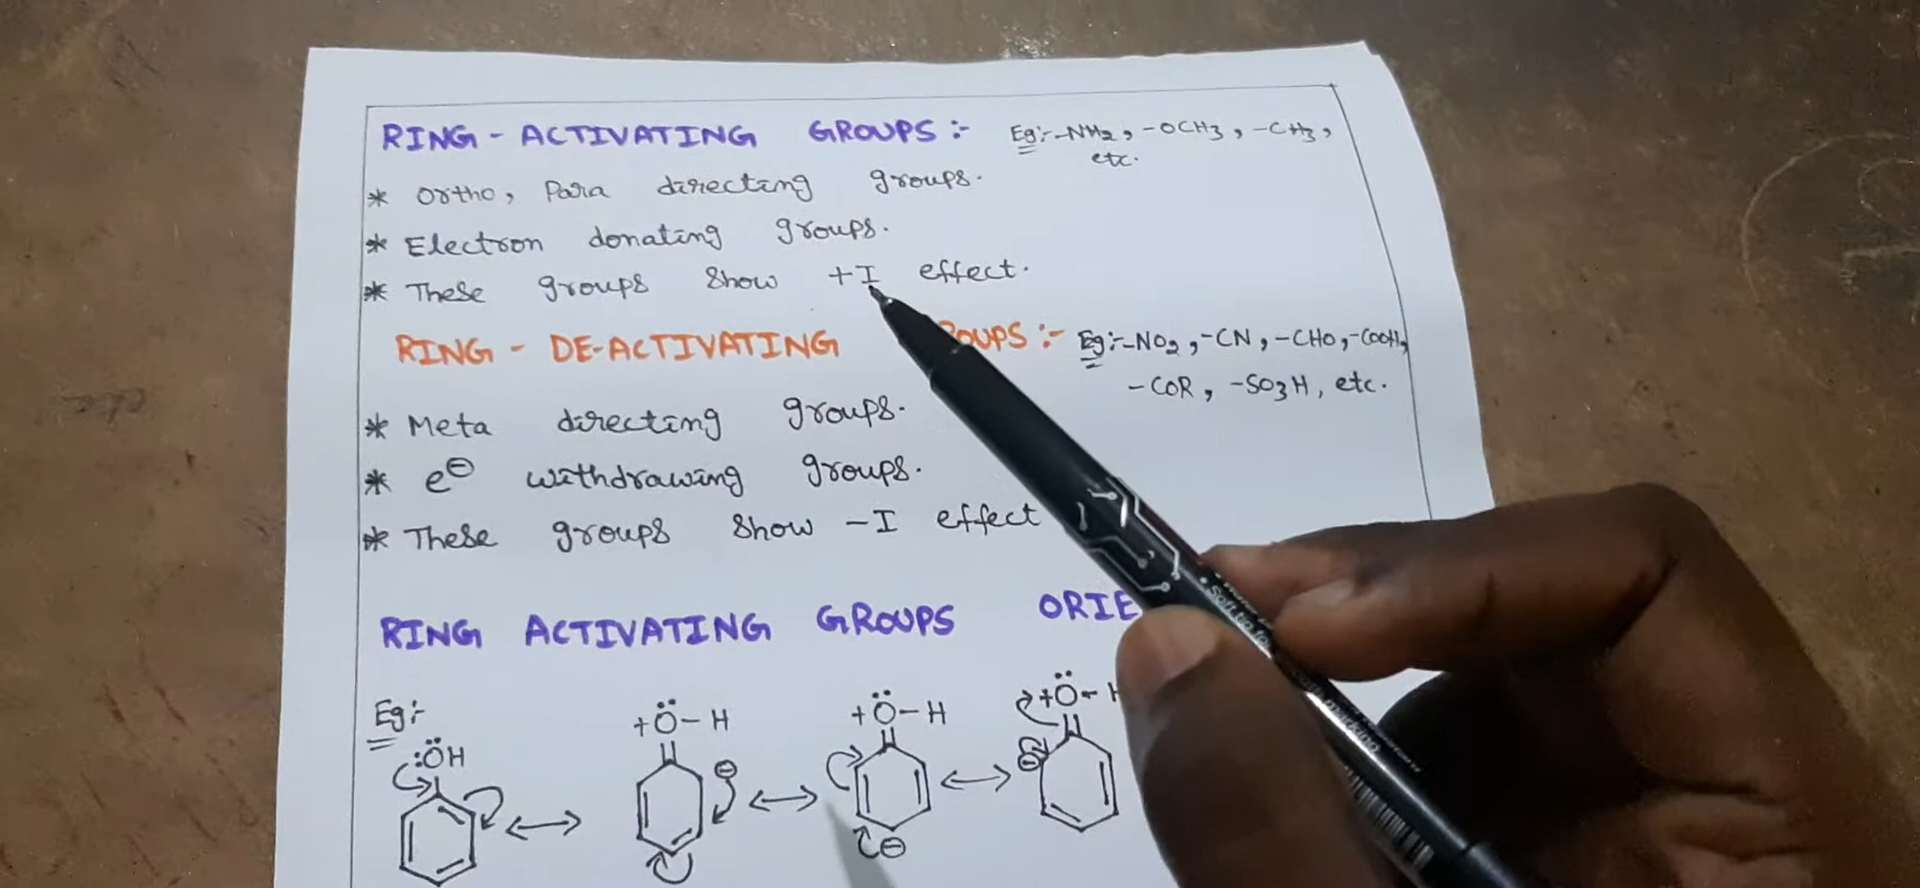 RING - ACTIVATING GROUPS :- Eg:- -NH2, -OCH3, -CH3,
etc.
* Ortho, Para directing groups.
* Electron donating groups.
* These groups show +I effect.
RING - DE-ACTIVATING ROUPS :- Eg:- -NO2, -CN, -CHO, -COOH,
-COR, -SO3H, etc.
* Meta directing groups.
* e⊖ withdrawing groups.
* These groups show -I effect
RING ACTIVATING GROUPS ORIE
Eg:-
:ÖH
+Ö-H
+Ö-H
+Ö-H
⊖
⊖
⊖